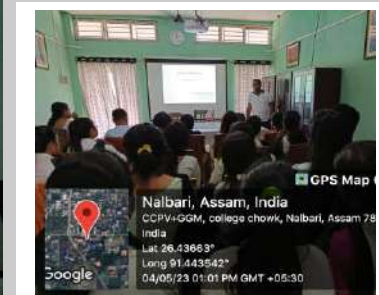 GPS Map
Nalbari, Assam, India
CCPV+GGM, college chowk, Nalbari, Assam 78
India
Lat 26.43663°
Long 91.443542°
04/05/23 01:01 PM GMT +05:30
Google